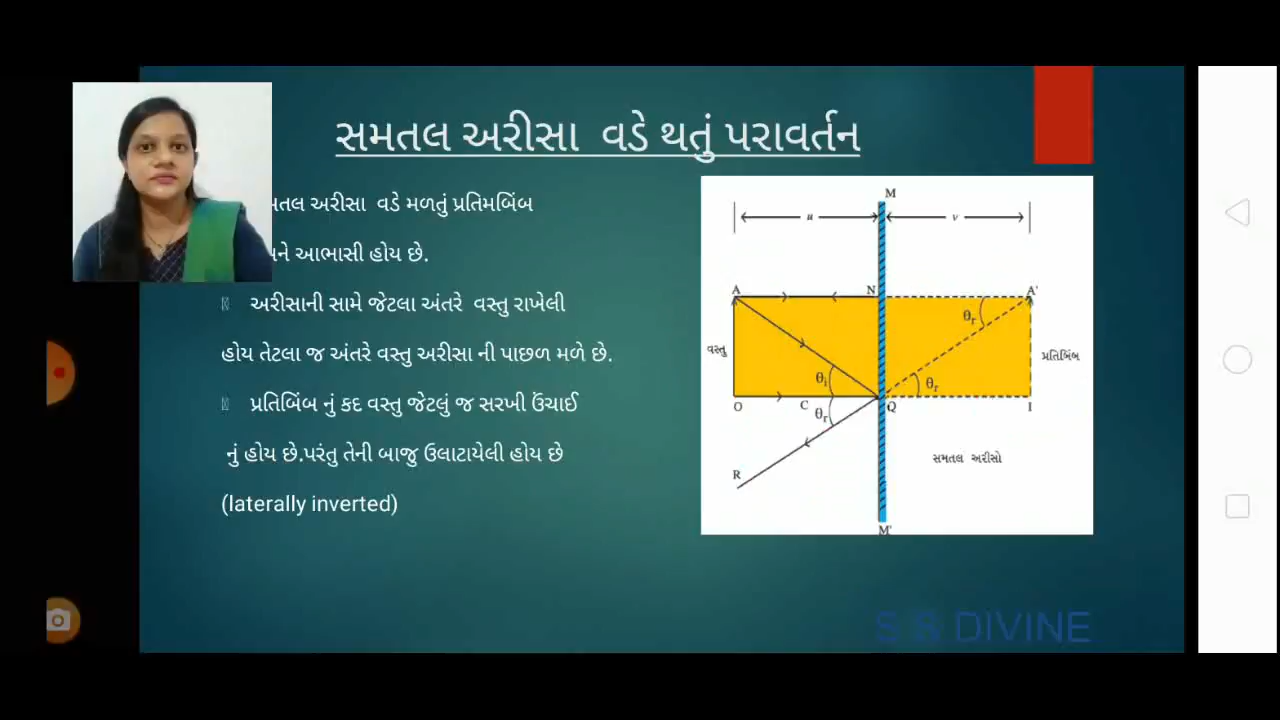 સમતલ અરીસા વડે થતું પરાવર્તન
અરીસા વડે મળતું પ્રતિમબિંબ
આભાસી હોય છે.
અરીસાની સામે જેટલા અંતરે વસ્તુ રાખેલી
હોય તેટલા જ અંતરે વસ્તુ અરીસા ની પાછળ મળે છે.
પ્રતિબિંબ નું કદ વસ્તુ જેટલું જ સરખી ઉંચાઈ
નું હોય છે.પરંતુ તેની બાજુ ઉલાટાયેલી હોય છે
(laterally inverted)
M
u v
A N A'
θr
વસ્તુ પ્રતિબિંબ
θi θr
O C Q I
θr
સમતલ અરીસો
R
M'
S R DIVINE